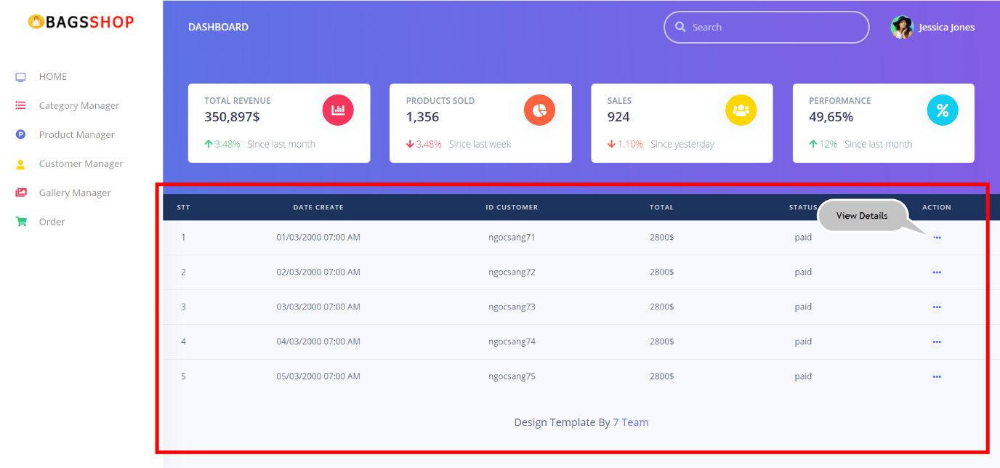 BAGSSHOP
DASHBOARD
Search
Jessica Jones
HOME
Category Manager
Product Manager
Customer Manager
Gallery Manager
Order
TOTAL REVENUE
350,897$
3.48% Since last month
PRODUCTS SOLD
1,356
3.48% Since last week
SALES
924
1.10% Since yesterday
PERFORMANCE
49,65%
12% Since last month
STT DATE CREATE ID CUSTOMER TOTAL STATUS ACTION
View Details
1 01/03/2000 07:00 AM ngocsang71 2800$ paid
2 02/03/2000 07:00 AM ngocsang72 2800$ paid
3 03/03/2000 07:00 AM ngocsang73 2800$ paid
4 04/03/2000 07:00 AM ngocsang74 2800$ paid
5 05/03/2000 07:00 AM ngocsang75 2800$ paid
Design Template By 7 Team